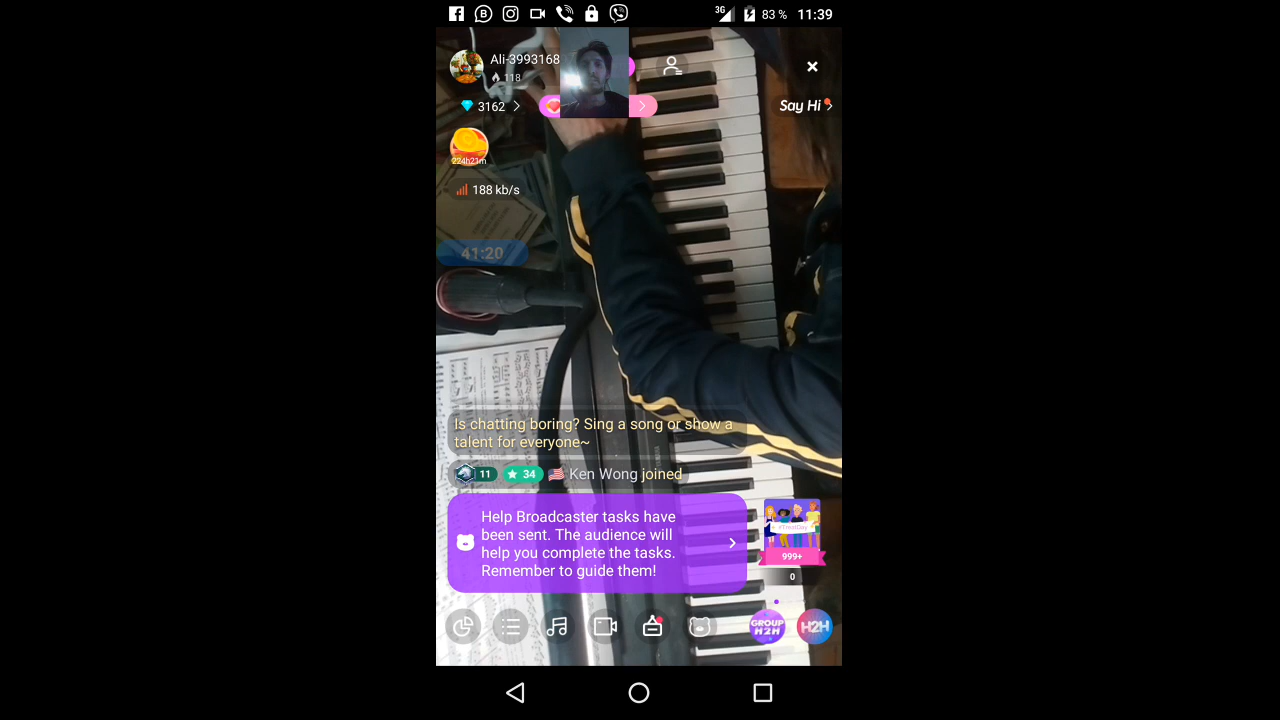 3G
83 %
11:39
Ali-3993168
118
3162
Say Hi
224h21m
188 kb/s
41:20
Is chatting boring? Sing a song or show a
talent for everyone~
11
34
Ken Wong joined
Help Broadcaster tasks have
been sent. The audience will
help you complete the tasks.
Remember to guide them!
999+
0
GROUP
H2H
H2H